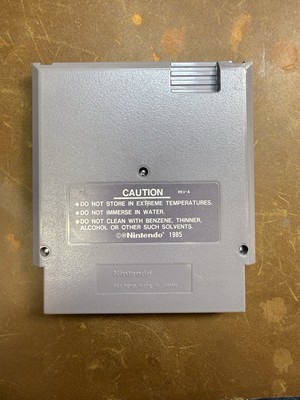 CAUTION REV-A
•DO NOT STORE IN EXTREME TEMPERATURES.
•DO NOT IMMERSE IN WATER.
•DO NOT CLEAN WITH BENZENE, THINNER,
ALCOHOL OR OTHER SUCH SOLVENTS.
©®Nintendo® 1985
Nintendo